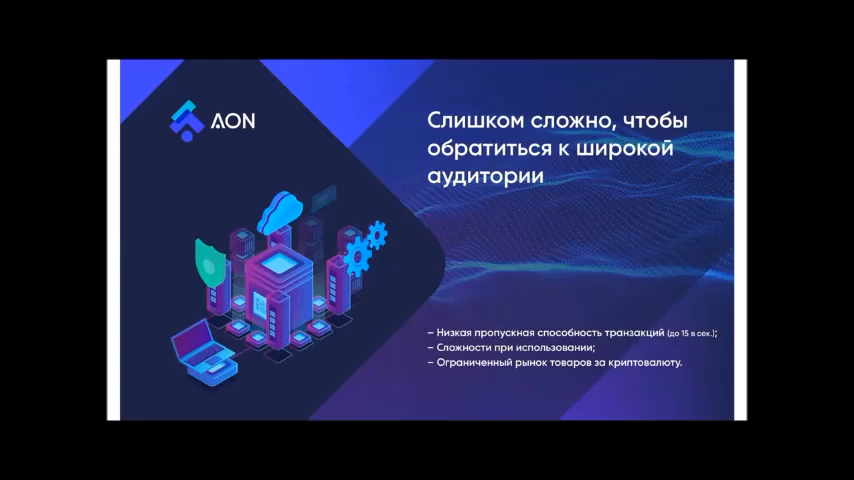 AON
Слишком сложно, чтобы
обратиться к широкой
аудитории
– Низкая пропускная способность транзакций (до 15 в сек.);
– Сложности при использовании;
– Ограниченный рынок товаров за криптовалюту.